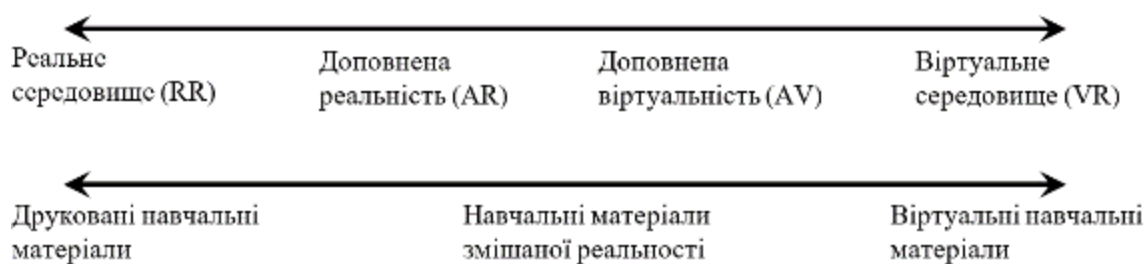 Реальне
середовище (RR)
Доповнена
реальність (AR)
Доповнена
віртуальність (AV)
Віртуальне
середовище (VR)
Друковані навчальні
матеріали
Навчальні матеріали
змішаної реальності
Віртуальні навчальні
матеріали